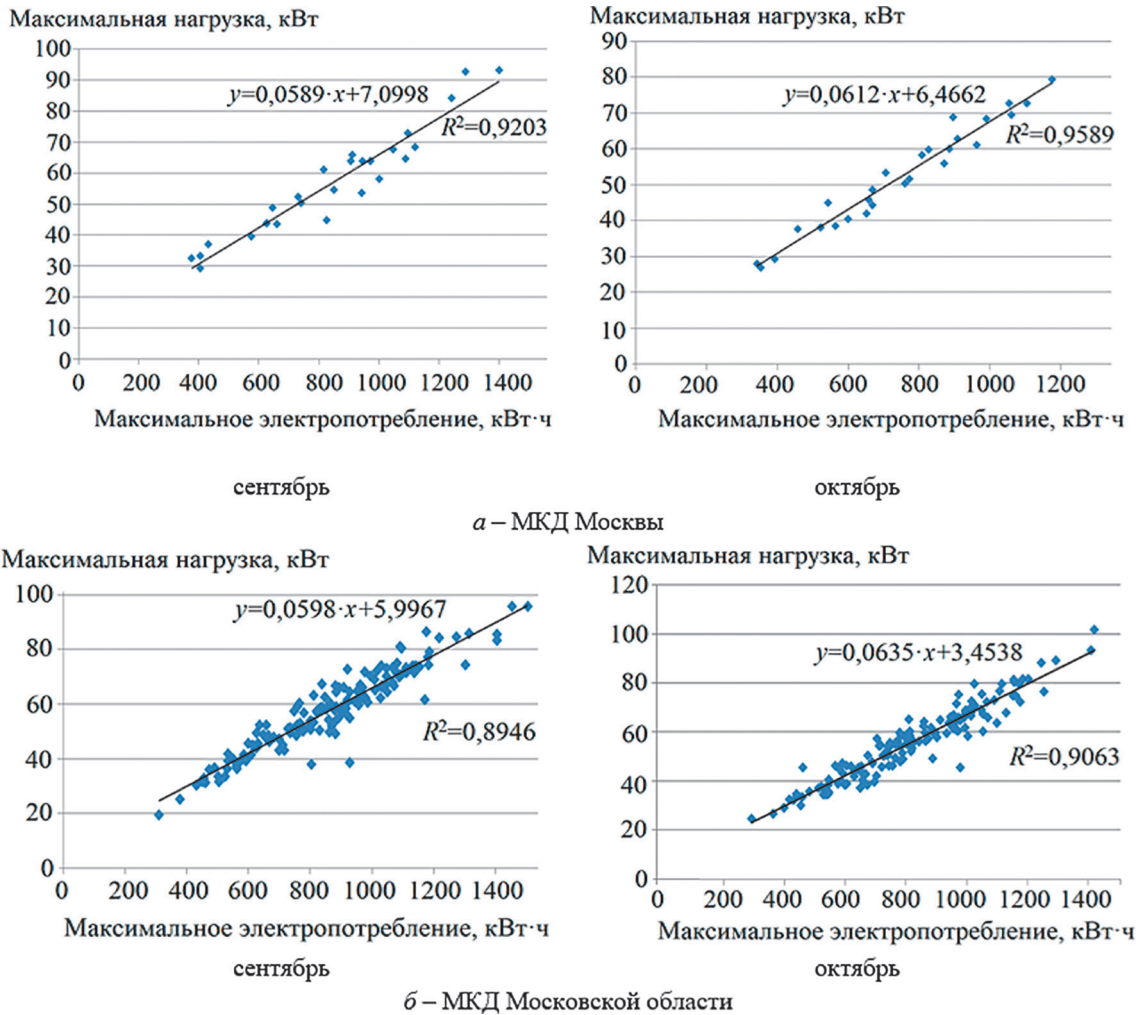 Максимальная нагрузка, кВт
100
90
80
70
60
50
40
30
20
10
0
y=0,0589·x+7,0998
R²=0,9203
0 200 400 600 800 1000 1200 1400
Максимальное электропотребление, кВт·ч
сентябрь
Максимальная нагрузка, кВт
90
80
70
60
50
40
30
20
10
0
y=0,0612·x+6,4662
R²=0,9589
0 200 400 600 800 1000 1200
Максимальное электропотребление, кВт·ч
октябрь
а – МКД Москвы
Максимальная нагрузка, кВт
100
80
60
40
20
0
y=0,0598·x+5,9967
R²=0,8946
0 200 400 600 800 1000 1200 1400
Максимальное электропотребление, кВт·ч
сентябрь
Максимальная нагрузка, кВт
120
100
80
60
40
20
0
y=0,0635·x+3,4538
R²=0,9063
0 200 400 600 800 1000 1200 1400
Максимальное электропотребление, кВт·ч
октябрь
б – МКД Московской области